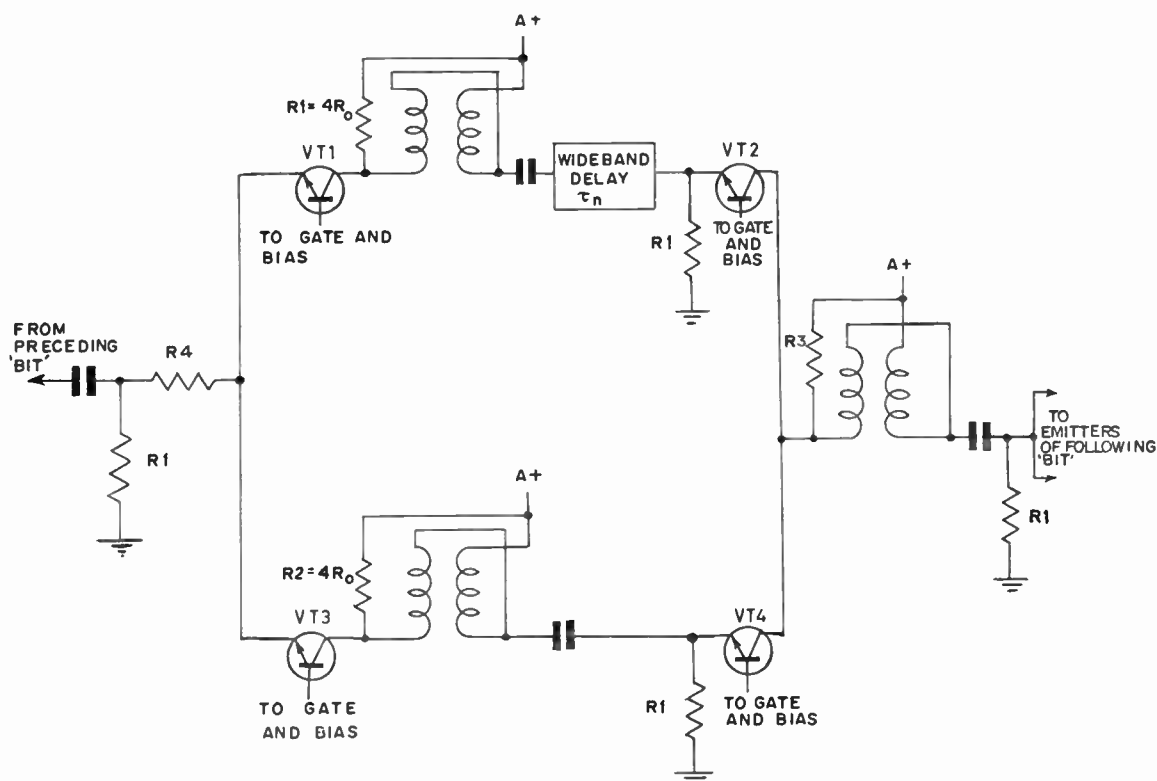 A+
R1=4Ro
VT1
WIDEBAND
DELAY
τn
VT2
TO GATE AND
BIAS
R1
TO GATE
AND
BIAS
A+
FROM
PRECEDING
'BIT'
R4
R3
TO
EMITTERS
OF FOLLOWING
'BIT'
R1
A+
R1
R2=4Ro
VT3
VT4
TO GATE
AND BIAS
R1
TO GATE
AND BIAS